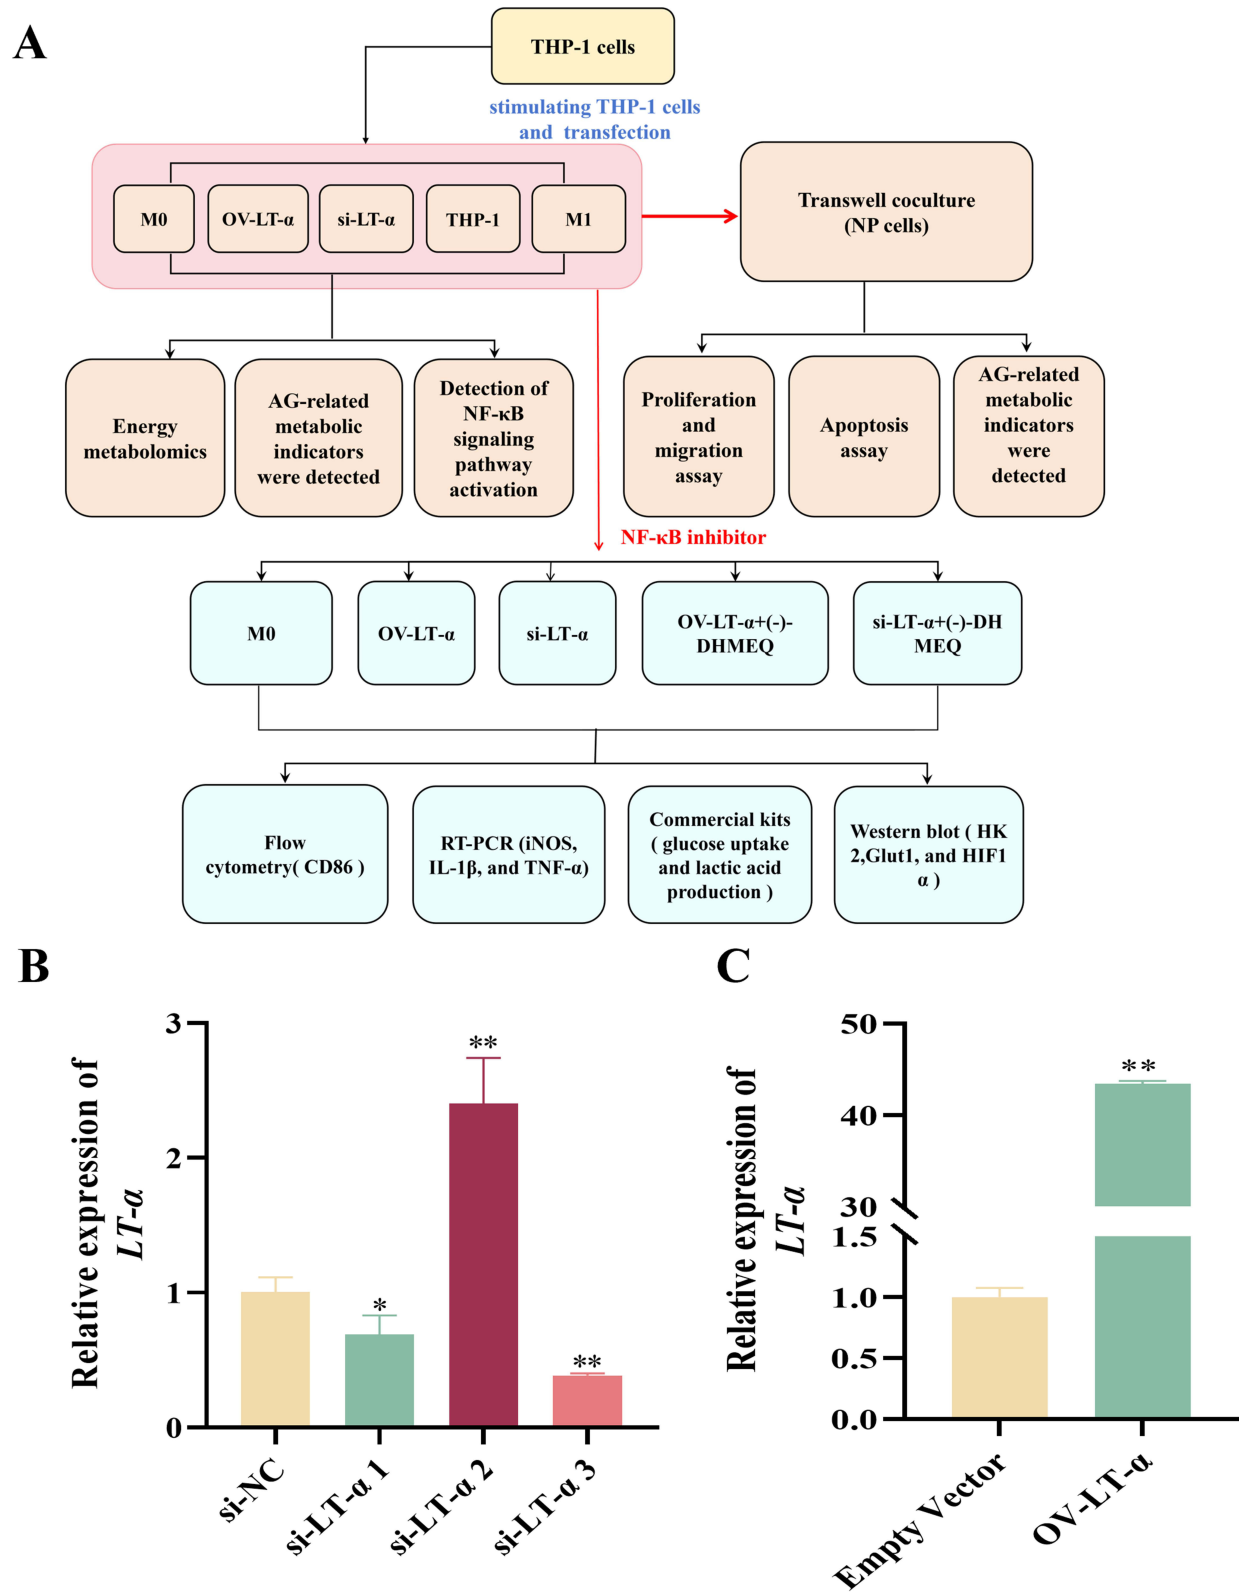 A
THP-1 cells
stimulating THP-1 cells
and transfection
M0
OV-LT-α
si-LT-α
THP-1
M1
Transwell coculture
(NP cells)
Energy
metabolomics
AG-related
metabolic
indicators
were detected
Detection of
NF-κB
signaling
pathway
activation
Proliferation
and
migration
assay
Apoptosis
assay
AG-related
metabolic
indicators
were
detected
NF-κB inhibitor
M0
OV-LT-α
si-LT-α
OV-LT-α+(-)-
DHMEQ
si-LT-α+(-)-DH
MEQ
Flow
cytometry( CD86 )
RT-PCR (iNOS,
IL-1β, and TNF-α)
Commercial kits
( glucose uptake
and lactic acid
production )
Western blot ( HK
2,Glut1, and HIF1
α )
B
Relative expression of
LT-α
3
2
1
0
**
*
**
si-NC
si-LT-α 1
si-LT-α 2
si-LT-α 3
C
Relative expression of
LT-α
50
40
30
1.5
1.0
0.5
0.0
**
Empty Vector
OV-LT-α